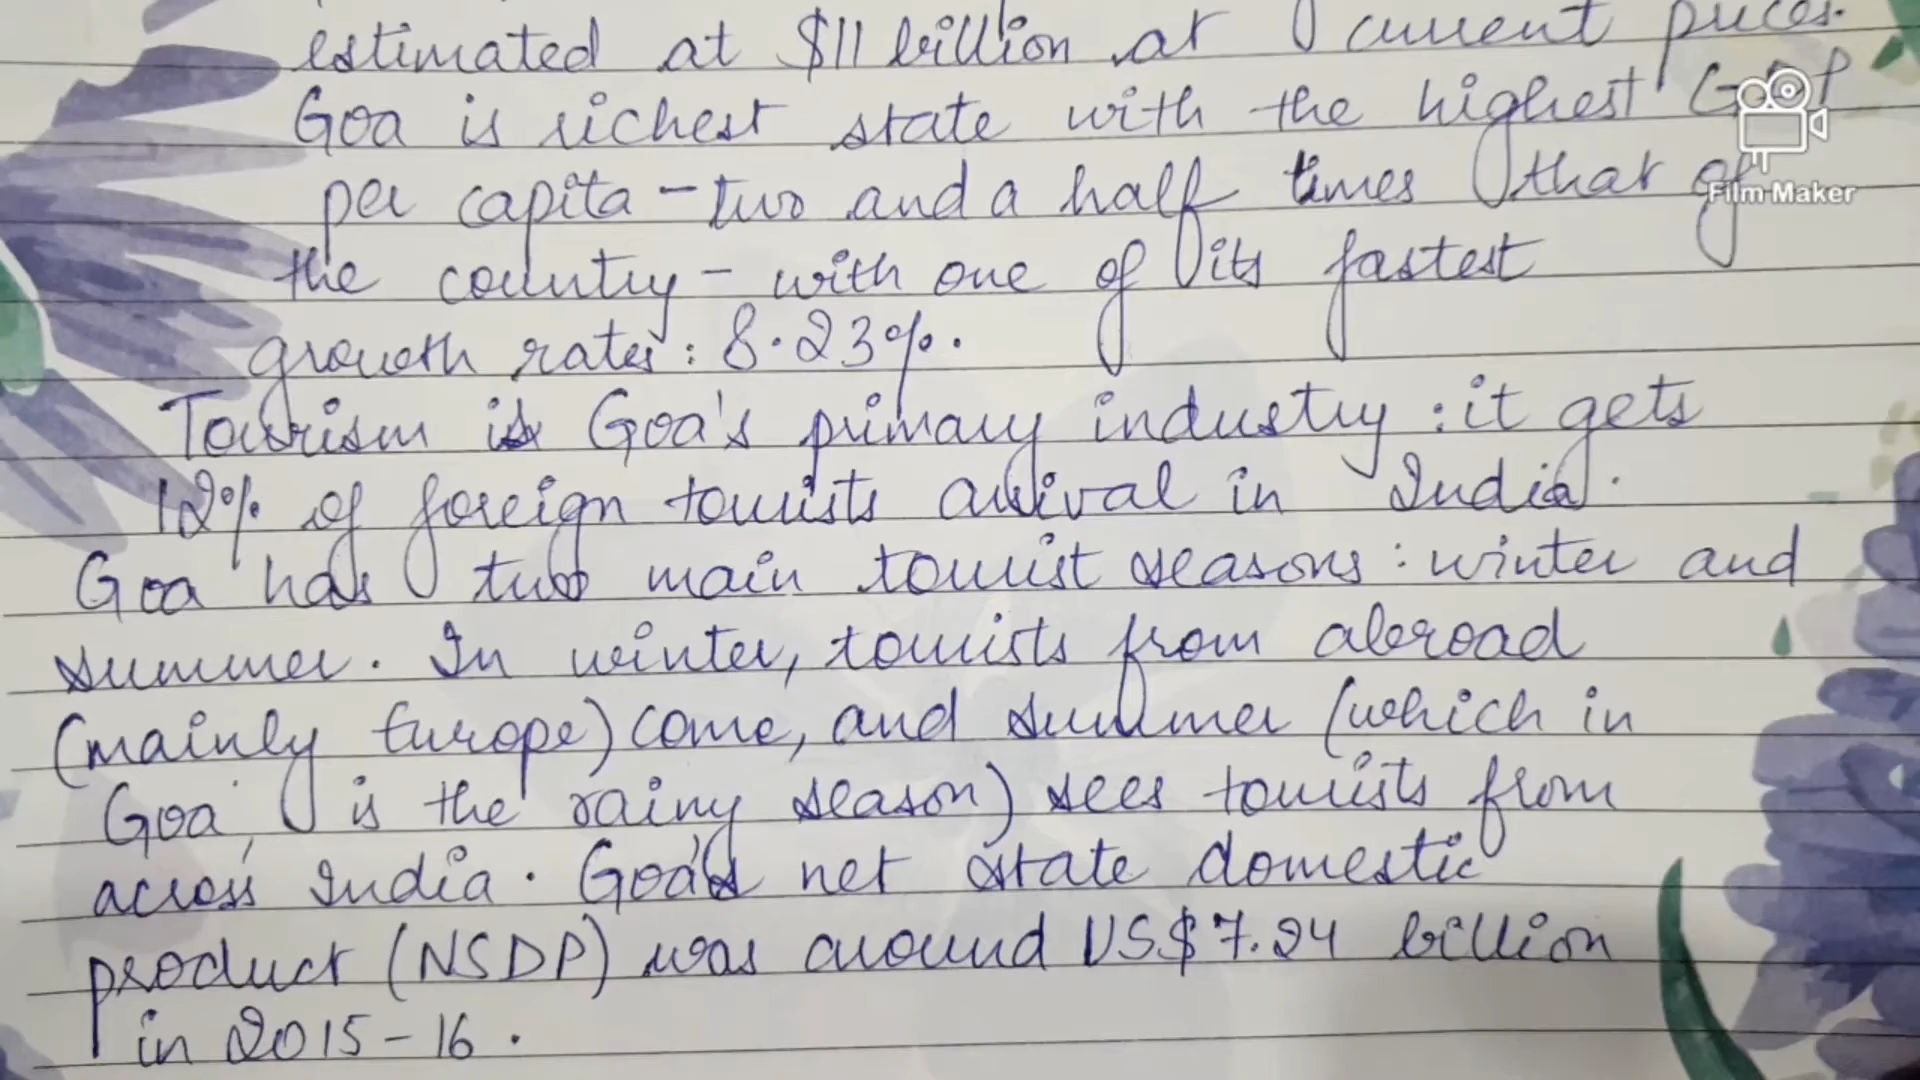 estimated at $11 billion at current prices.
Goa is richest state with the highest GDP
per capita - two and a half times that of
the country - with one of its fastest
growth rates : 8.23%.
Tourism is Goa's primary industry : it gets
12% of foreign tourists arrival in India.
Goa has two main tourist seasons : winter and
summer. In winter, tourists from abroad
(mainly Europe) come, and summer (which in
Goa, is the rainy season) sees tourists from
across India. Goa's net state domestic
product (NSDP) was around US$7.24 billion
in 2015-16.
Film Maker